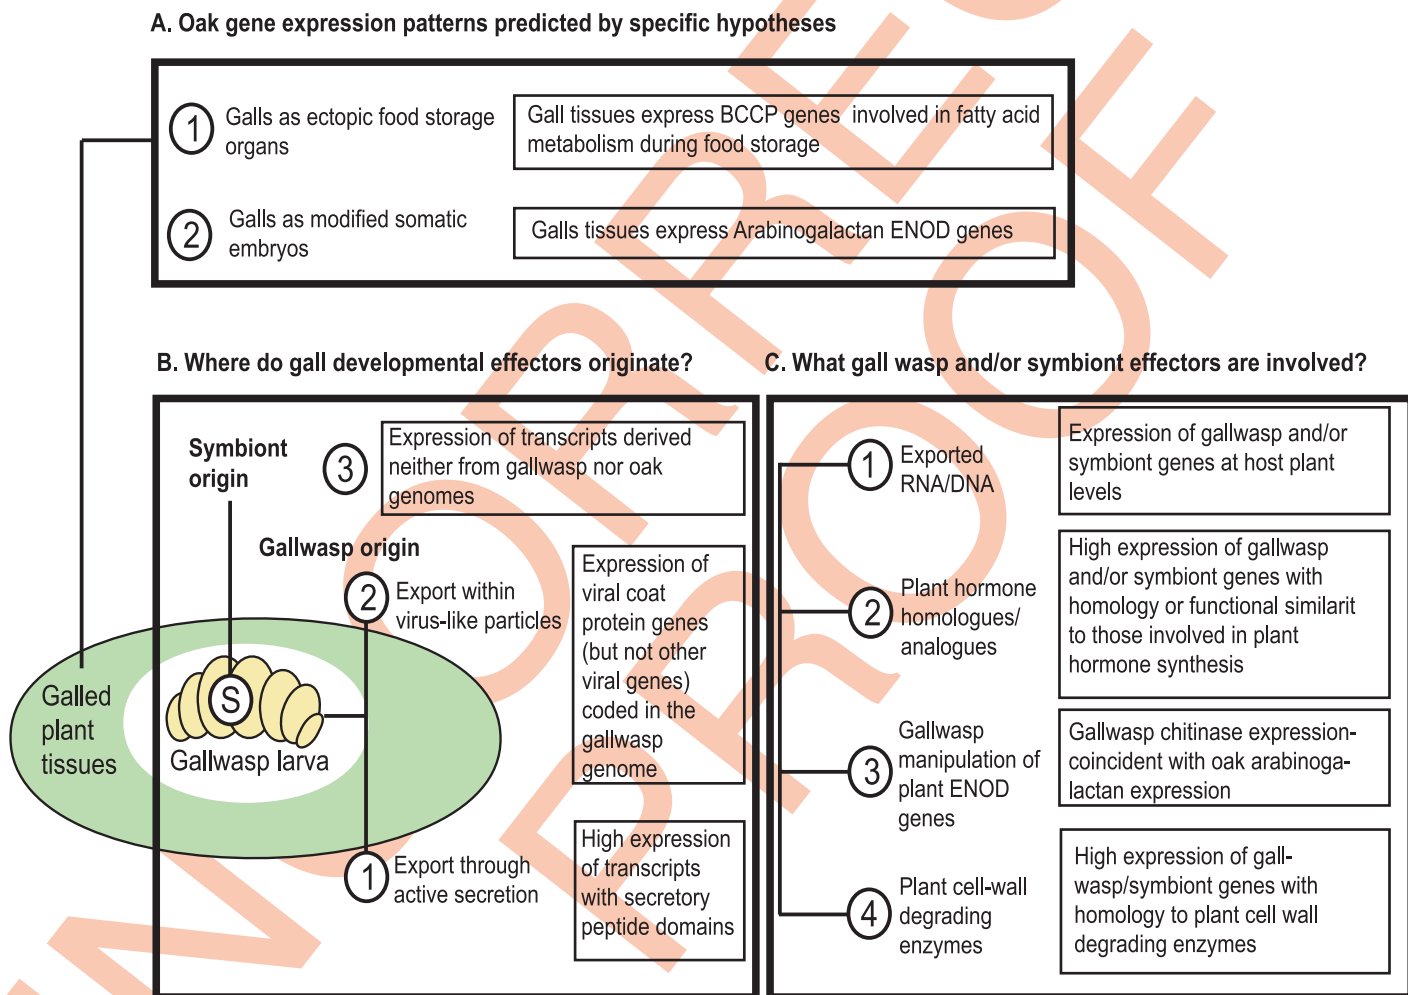 A. Oak gene expression patterns predicted by specific hypotheses
1
Galls as ectopic food storage
organs
Gall tissues express BCCP genes involved in fatty acid
metabolism during food storage
2
Galls as modified somatic
embryos
Galls tissues express Arabinogalactan ENOD genes
B. Where do gall developmental effectors originate?
Symbiont
origin
3
Expression of transcripts derived
neither from gallwasp nor oak
genomes
Gallwasp origin
2
Export within
virus-like particles
Expression of
viral coat
protein genes
(but not other
viral genes)
coded in the
gallwasp
genome
Galled
plant
tissues
S
Gallwasp larva
1
Export through
active secretion
High expression
of transcripts
with secretory
peptide domains
C. What gall wasp and/or symbiont effectors are involved?
1
Exported
RNA/DNA
Expression of gallwasp and/or
symbiont genes at host plant
levels
2
Plant hormone
homologues/
analogues
High expression of gallwasp
and/or symbiont genes with
homology or functional similarit
to those involved in plant
hormone synthesis
3
Gallwasp
manipulation of
plant ENOD
genes
Gallwasp chitinase expression-
coincident with oak arabinoga-
lactan expression
4
Plant cell-wall
degrading
enzymes
High expression of gall-
wasp/symbiont genes with
homology to plant cell wall
degrading enzymes
PROOF